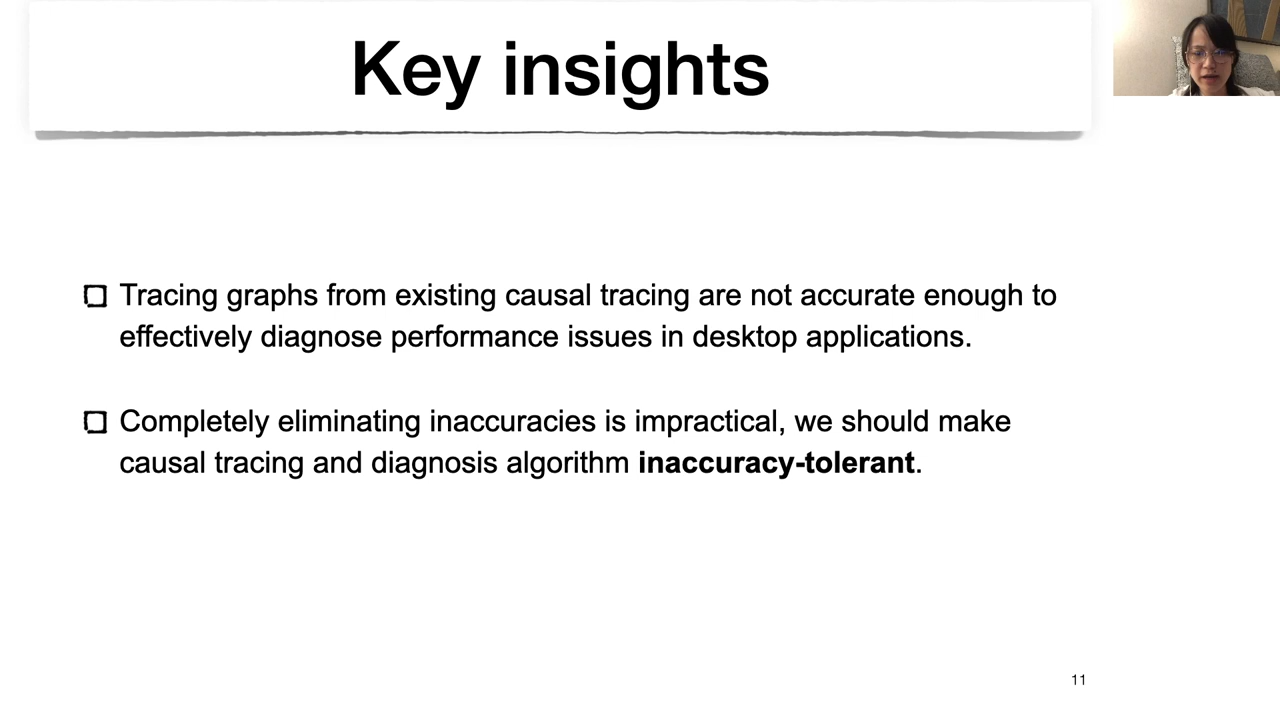 Key insights
Tracing graphs from existing causal tracing are not accurate enough to
effectively diagnose performance issues in desktop applications.
Completely eliminating inaccuracies is impractical, we should make
causal tracing and diagnosis algorithm inaccuracy-tolerant.
11